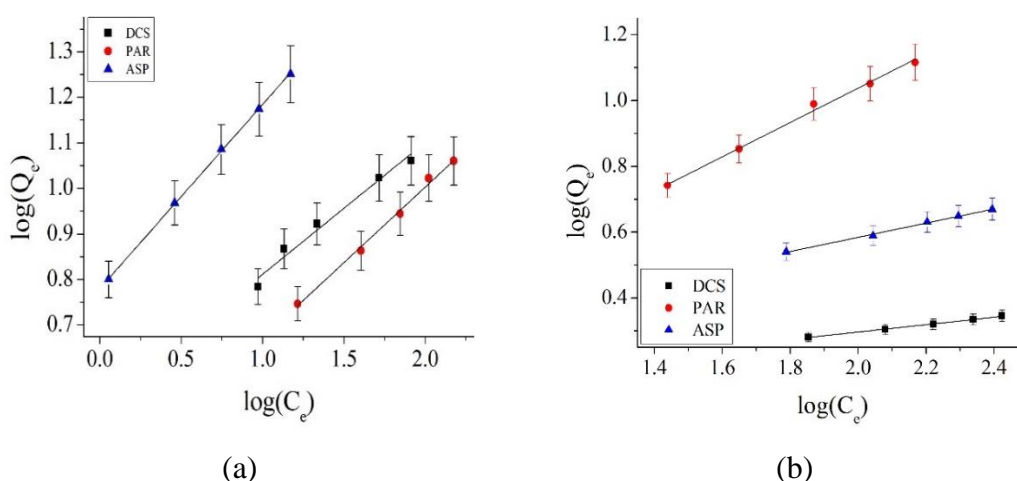 DCS
PAR
ASP
1.3
1.2
1.1
1.0
0.9
0.8
0.7
log(Qe)
0.0 0.5 1.0 1.5 2.0
log(Ce)
(a)
1.2
1.0
0.8
0.6
0.4
log(Qe)
DCS
PAR
ASP
1.4 1.6 1.8 2.0 2.2 2.4
log(Ce)
(b)